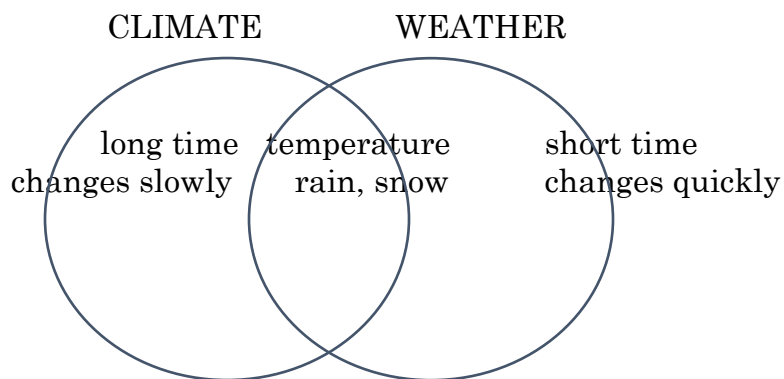 CLIMATE WEATHER
long time temperature short time
changes slowly rain, snow changes quickly